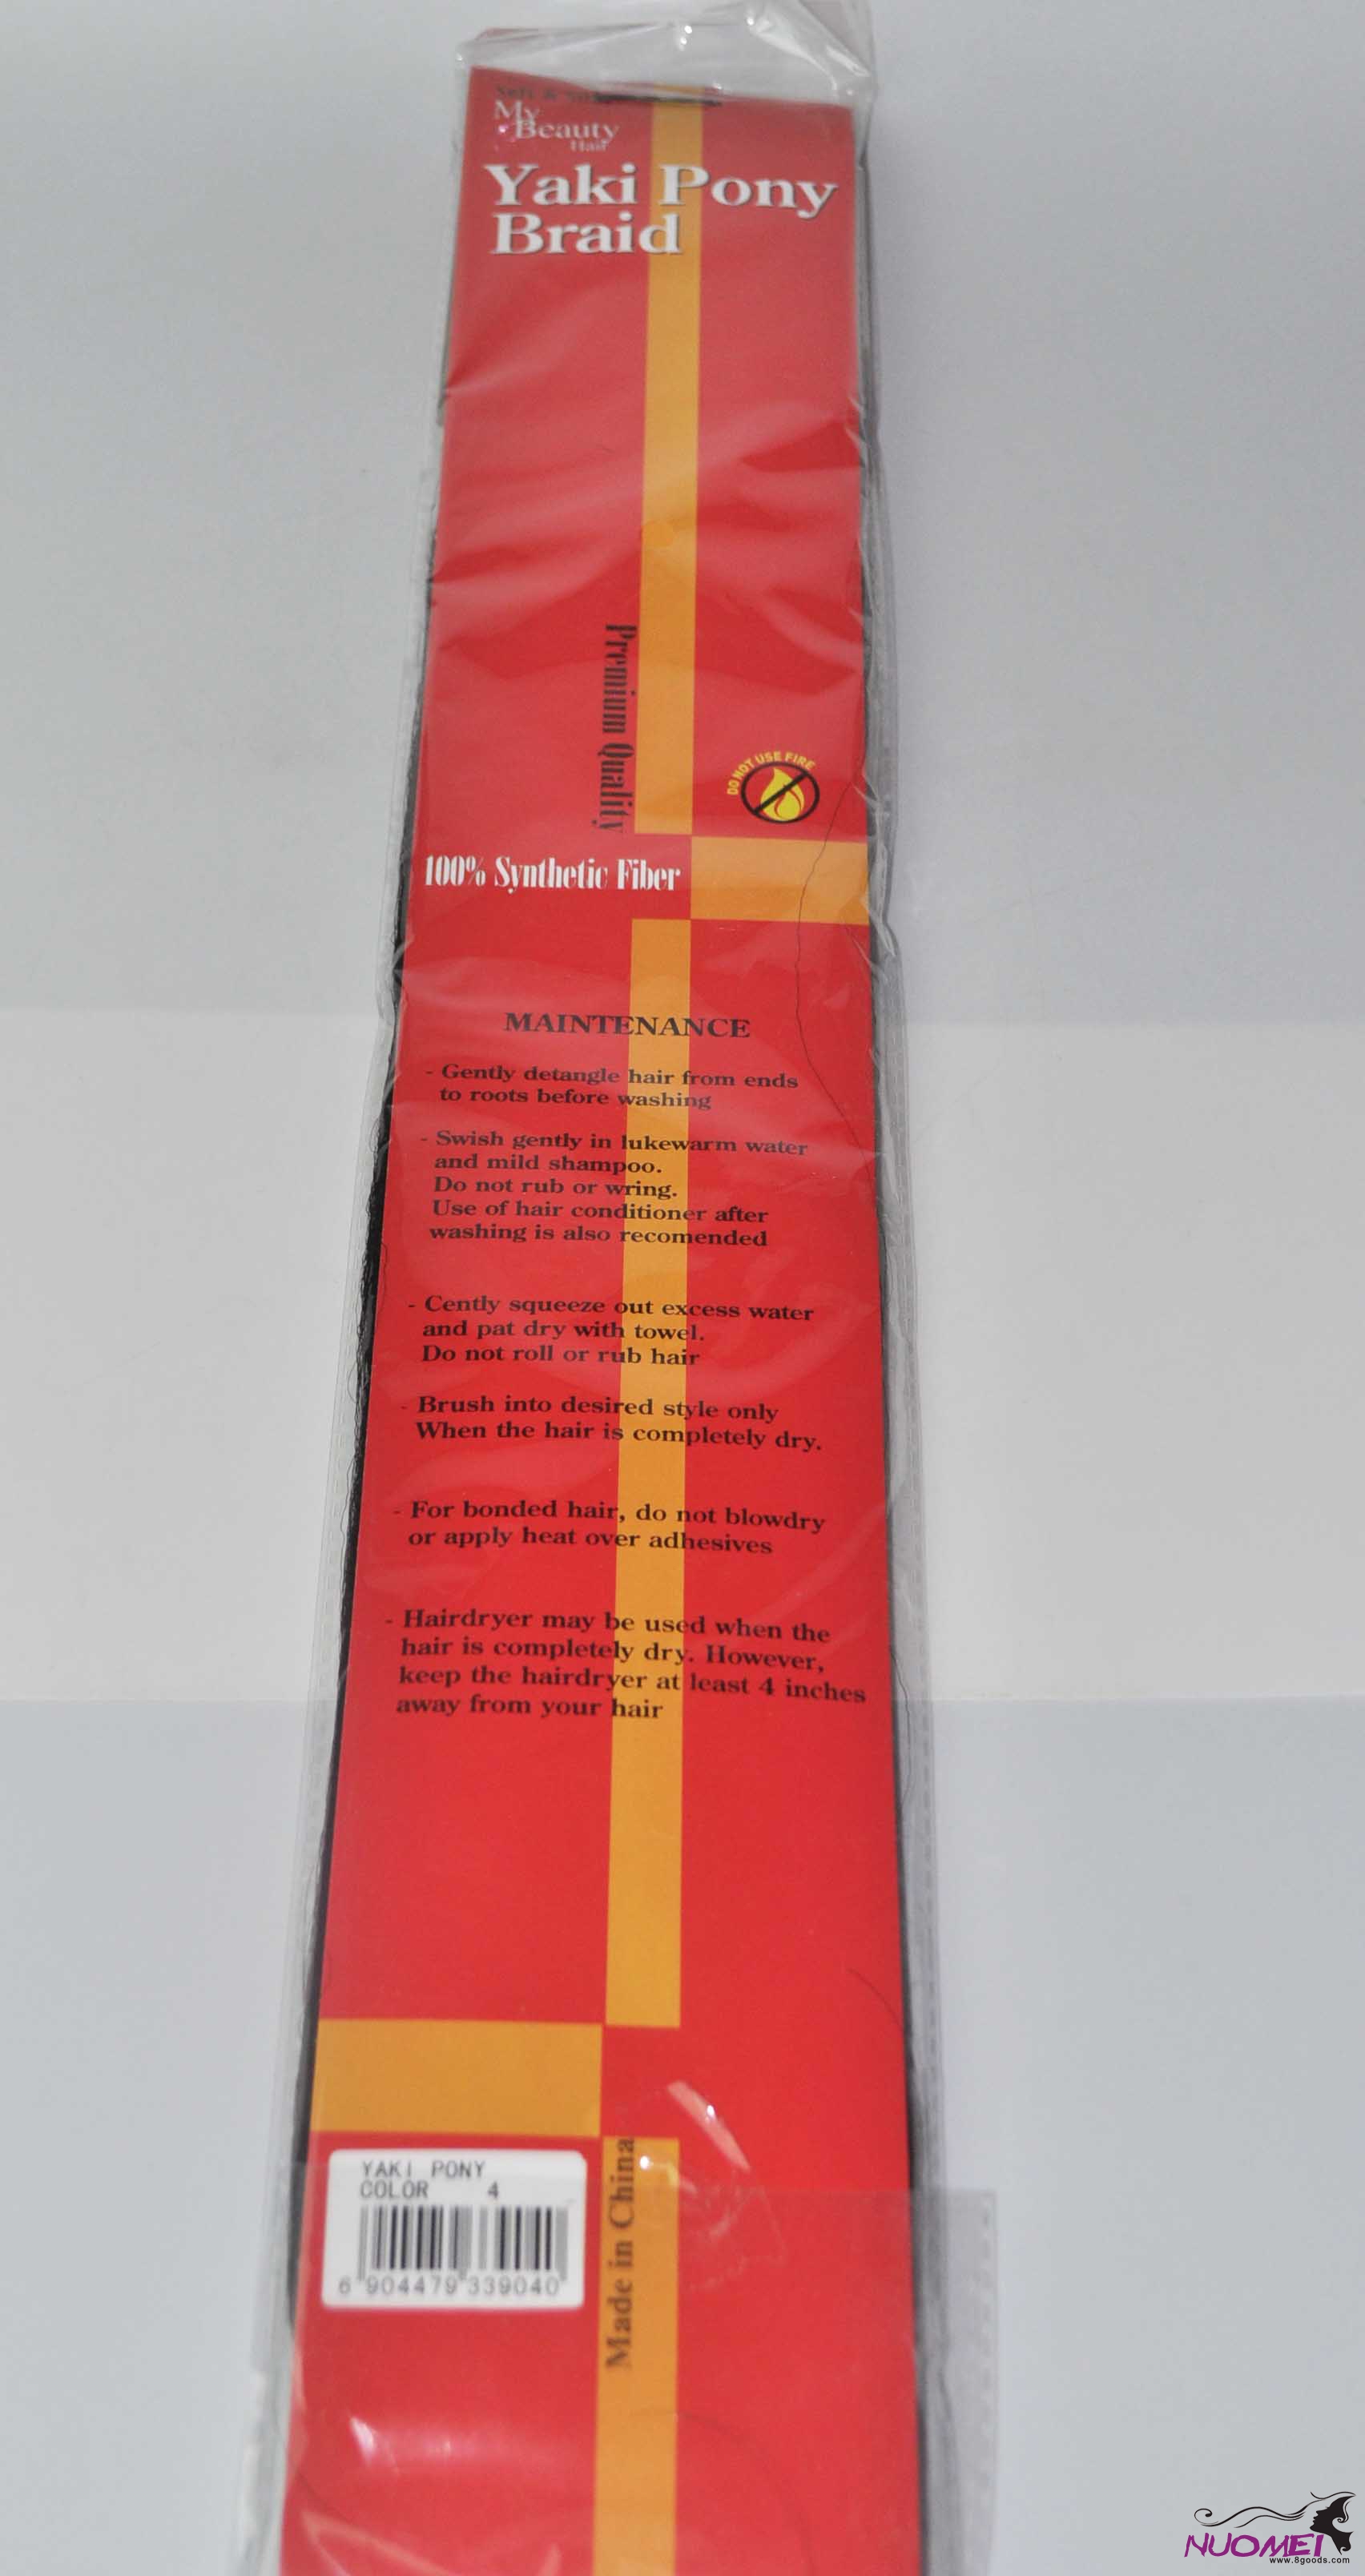 My
Beauty
Hair
Yaki Pony
Braid
Premium Quality
DO NOT USE FIRE
100% Synthetic Fiber
MAINTENANCE
- Gently detangle hair from ends
to roots before washing
- Swish gently in lukewarm water
and mild shampoo.
Do not rub or wring.
Use of hair conditioner after
washing is also recomended
- Cently squeeze out excess water
and pat dry with towel.
Do not roll or rub hair
- Brush into desired style only
When the hair is completely dry.
- For bonded hair, do not blowdry
or apply heat over adhesives
- Hairdryer may be used when the
hair is completely dry. However,
keep the hairdryer at least 4 inches
away from your hair
YAKI PONY
COLOR 4
6 904479 339040
Made in China
NUOMEI
www.8goods.com